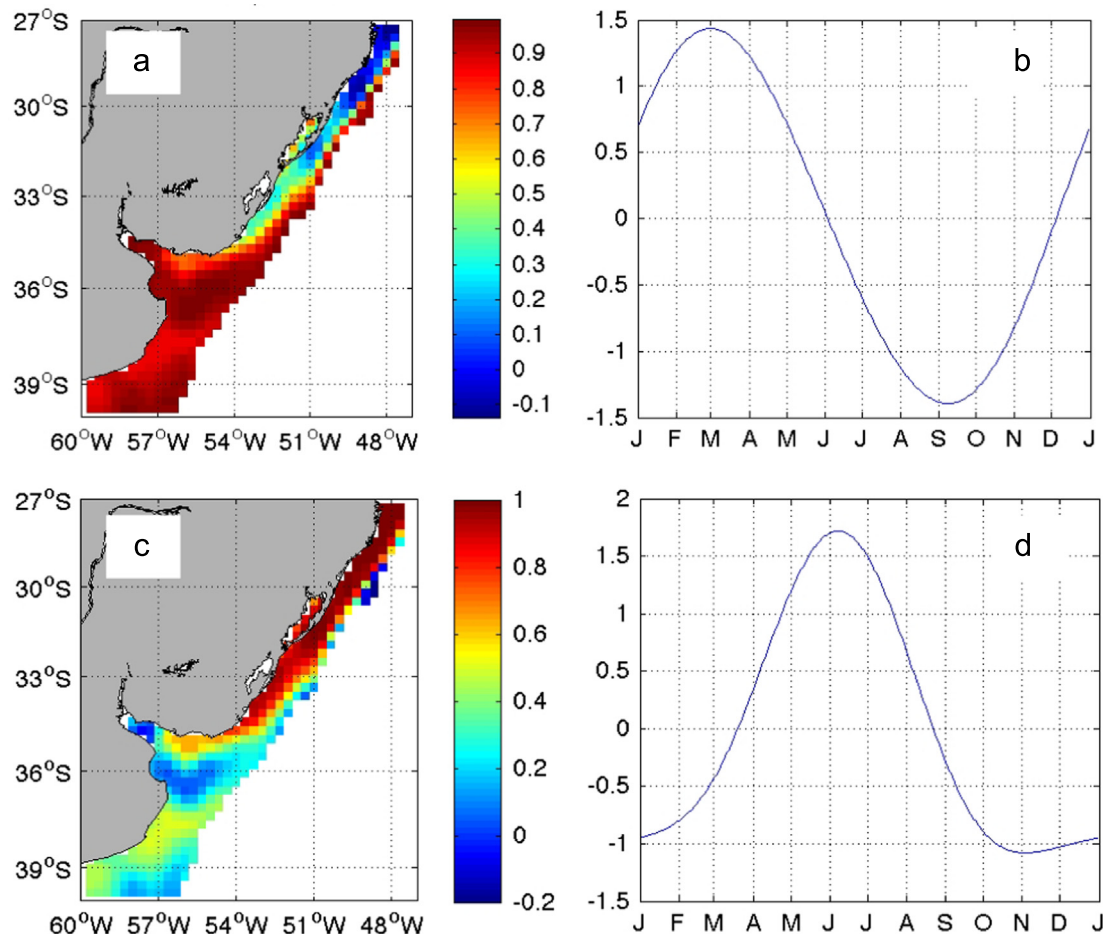 a
27°S
30°S
33°S
36°S
39°S
60°W 57°W 54°W 51°W 48°W
0.9
0.8
0.7
0.6
0.5
0.4
0.3
0.2
0.1
0
-0.1
b
1.5
1
0.5
0
-0.5
-1
-1.5
J F M A M J J A S O N D J
c
27°S
30°S
33°S
36°S
39°S
60°W 57°W 54°W 51°W 48°W
1
0.8
0.6
0.4
0.2
0
-0.2
d
2
1.5
1
0.5
0
-0.5
-1
-1.5
J F M A M J J A S O N D J